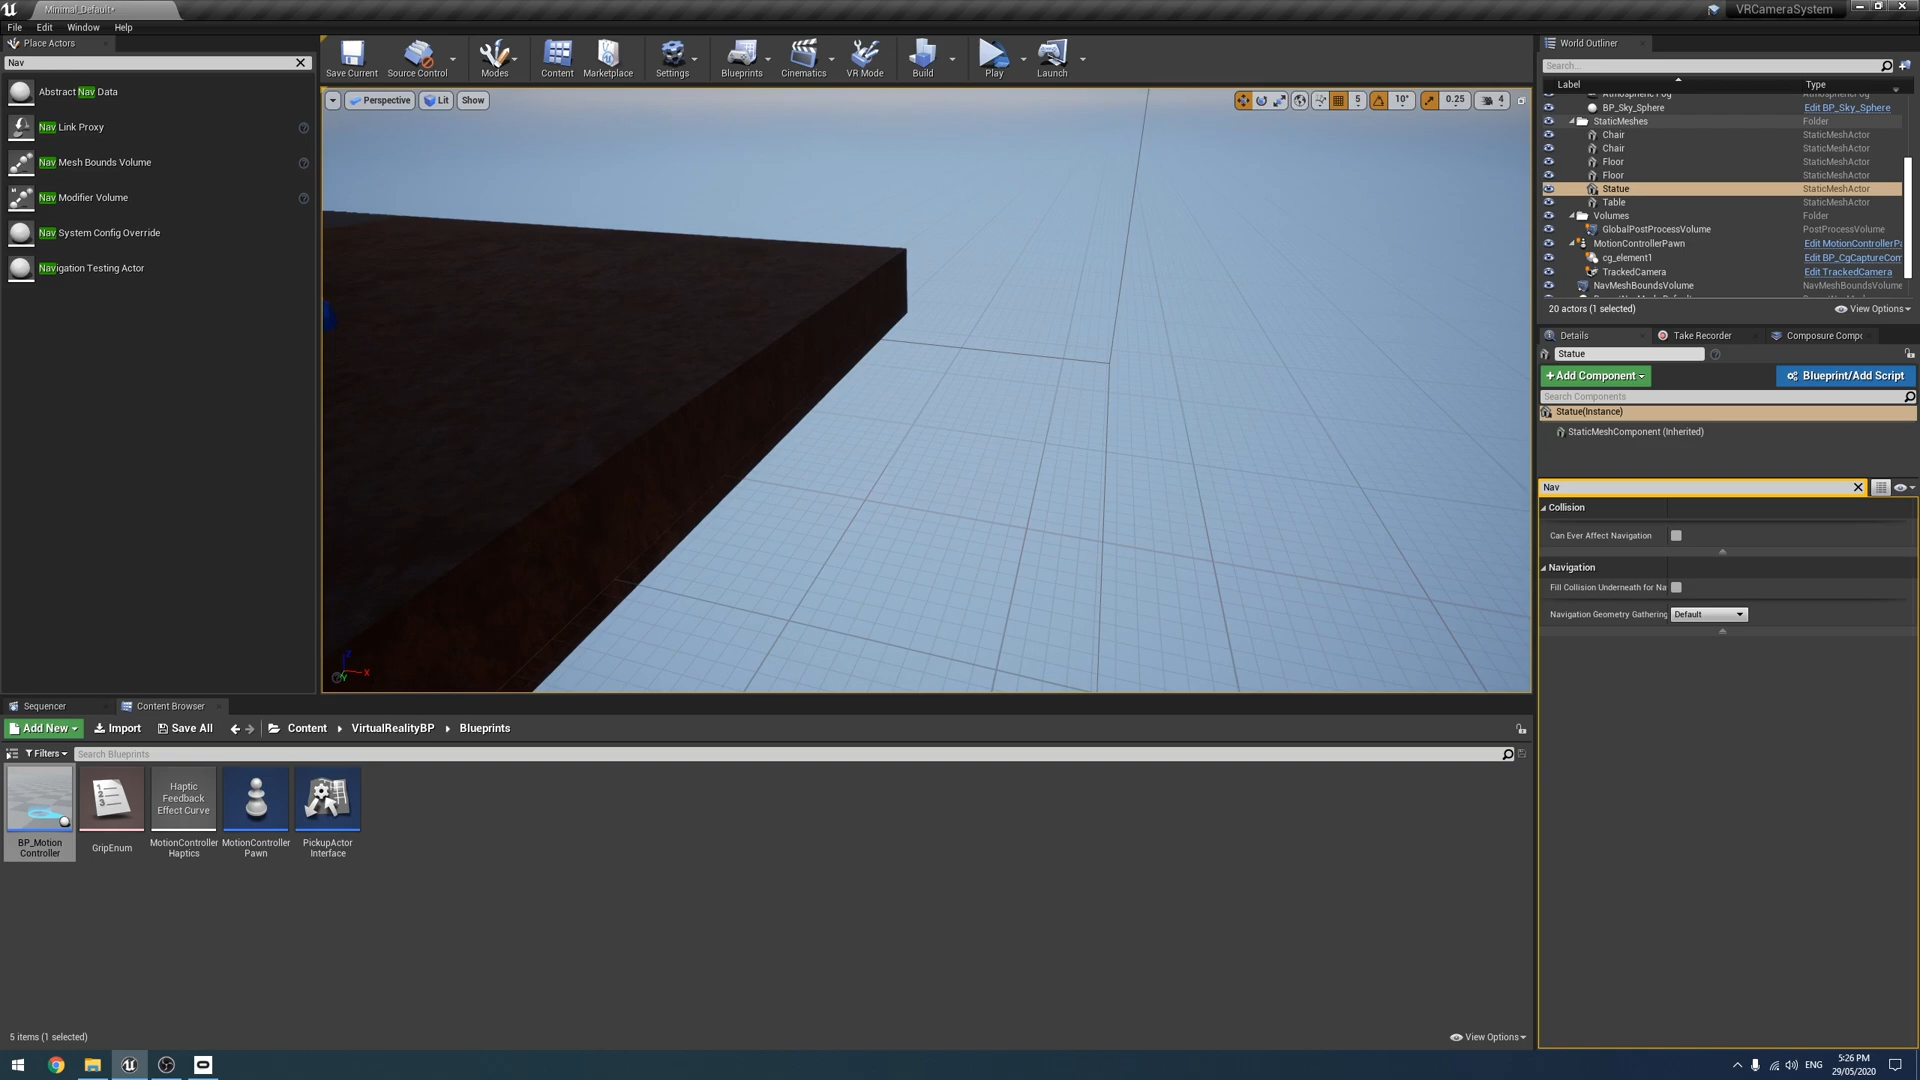 Minimal_Default*
VRCameraSystem
File Edit Window Help
Place Actors
Nav
Abstract Nav Data
Nav Link Proxy
Nav Mesh Bounds Volume
Nav Modifier Volume
Nav System Config Override
Navigation Testing Actor
Save Current
Source Control
Modes
Content
Marketplace
Settings
Blueprints
Cinematics
VR Mode
Build
Play
Launch
Perspective
Lit
Show
5
10°
0.25
4
Z
X
Y
World Outliner
Search...
Label Type
BP_Sky_Sphere Edit BP_Sky_Sphere
StaticMeshes Folder
Chair StaticMeshActor
Chair StaticMeshActor
Floor StaticMeshActor
Floor StaticMeshActor
Statue StaticMeshActor
Table StaticMeshActor
Volumes Folder
GlobalPostProcessVolume PostProcessVolume
MotionControllerPawn Edit MotionControllerPa
cg_element1 Edit BP_CgCaptureCom
TrackedCamera Edit TrackedCamera
NavMeshBoundsVolume NavMeshBoundsVolume
20 actors (1 selected)
View Options
Details
Take Recorder
Composure Compo
Statue
+Add Component
Blueprint/Add Script
Search Components
Statue(Instance)
StaticMeshComponent (Inherited)
Nav
Collision
Can Ever Affect Navigation
Navigation
Fill Collision Underneath for Na
Navigation Geometry Gathering Default
Sequencer
Content Browser
Add New
Import
Save All
Content
VirtualRealityBP
Blueprints
Filters
Search Blueprints
BP_Motion
Controller
GripEnum
Haptic
Feedback
Effect Curve
MotionController
Haptics
MotionController
Pawn
PickupActor
Interface
5 items (1 selected)
View Options
ENG
5:26 PM
29/05/2020